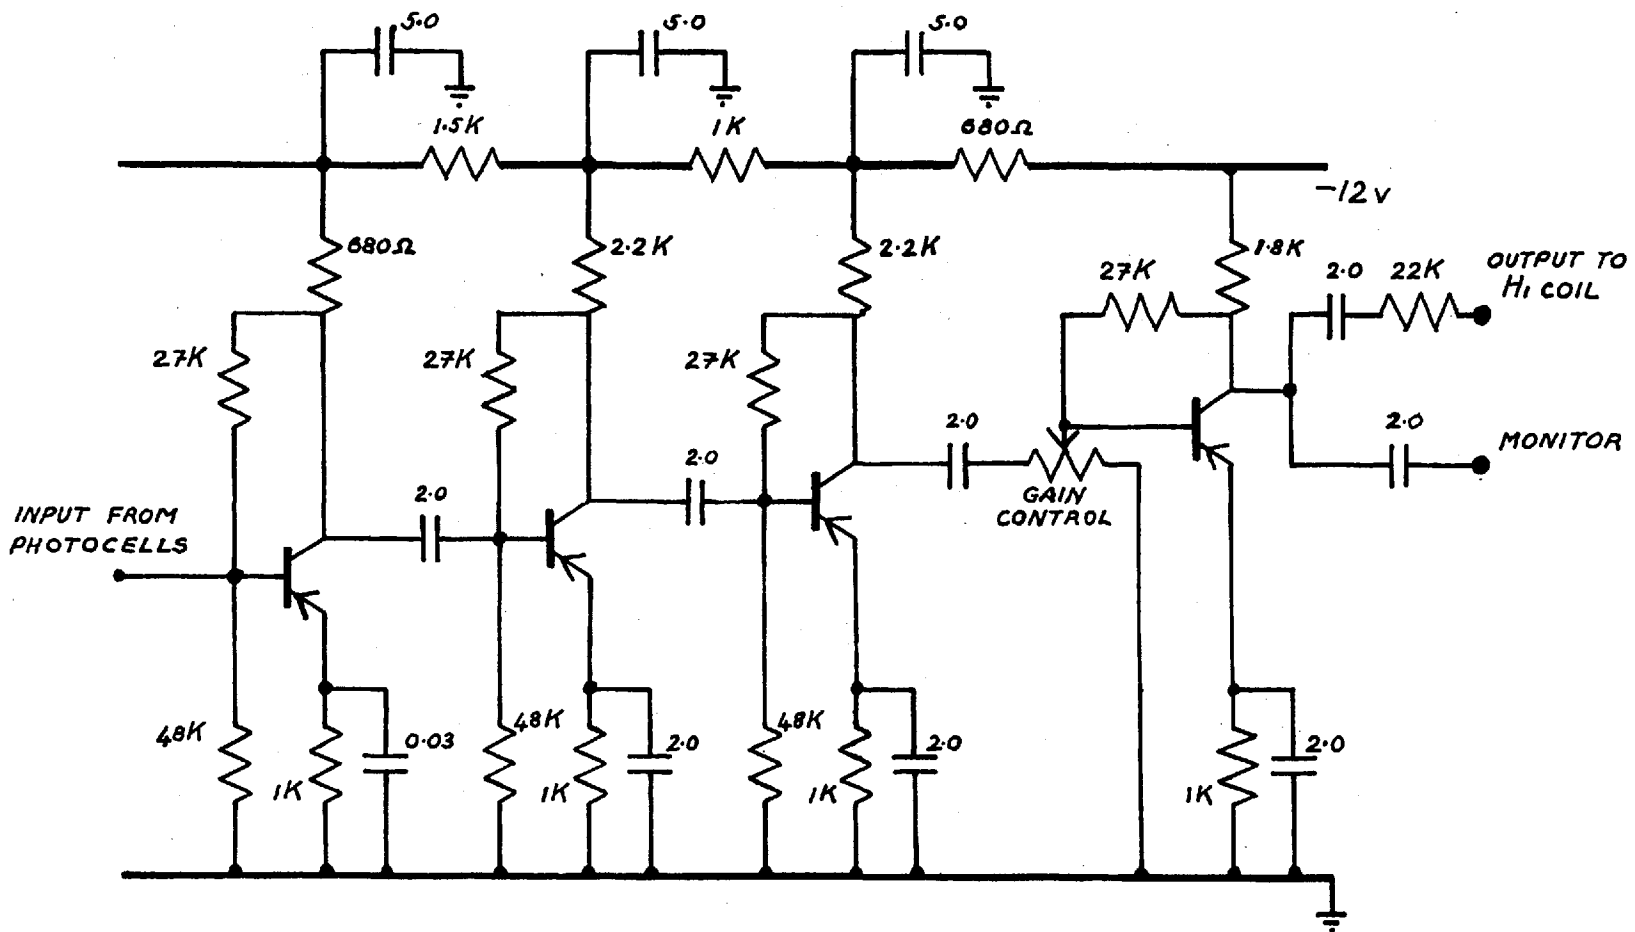 5.0
5.0
5.0
1.5K
1K
680Ω
-12v
680Ω
2.2K
2.2K
1.8K
27K
2.0
22K
OUTPUT TO
H1 COIL
27K
27K
27K
2.0
2.0
MONITOR
2.0
2.0
GAIN
CONTROL
INPUT FROM
PHOTOCELLS
48K
0.03
1K
48K
2.0
1K
48K
2.0
1K
2.0
1K